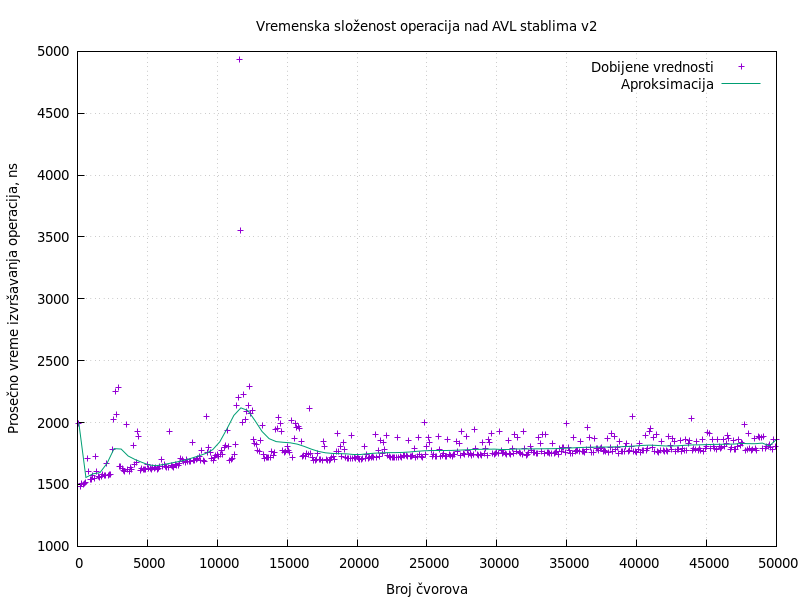 Vremenska složenost operacija nad AVL stablima v2
Dobijene vrednosti
Aproksimacija
Prosečno vreme izvršavanja operacija, ns
5000
4500
4000
3500
3000
2500
2000
1500
1000
0 5000 10000 15000 20000 25000 30000 35000 40000 45000 50000
Broj čvorova